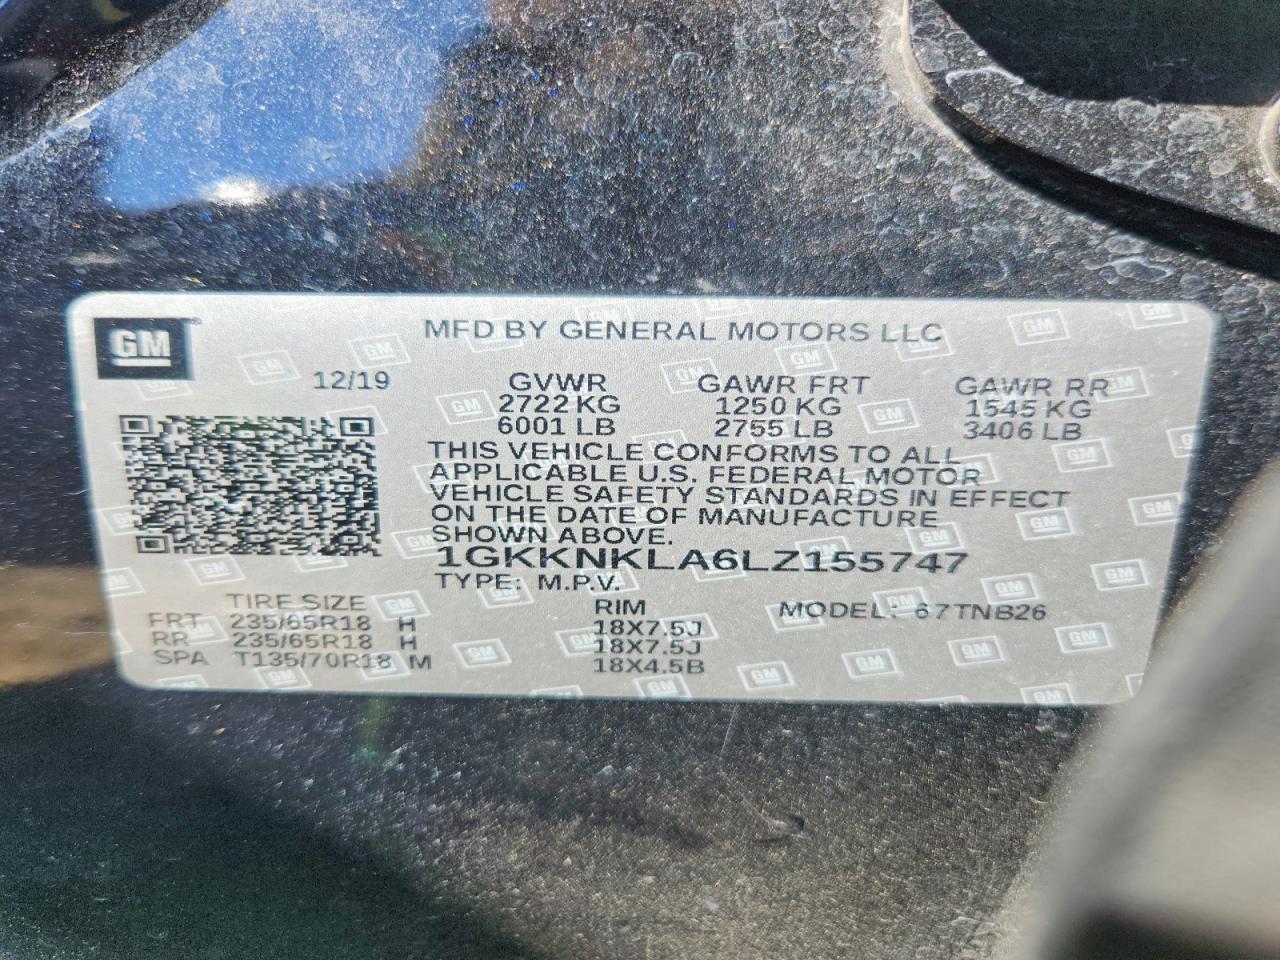 GM
MFD BY GENERAL MOTORS LLC
12/19
GVWR GAWR FRT GAWR RR
2722 KG 1250 KG 1545 KG
6001 LB 2755 LB 3406 LB
THIS VEHICLE CONFORMS TO ALL
APPLICABLE U.S. FEDERAL MOTOR
VEHICLE SAFETY STANDARDS IN EFFECT
ON THE DATE OF MANUFACTURE
SHOWN ABOVE.
1GKKNKLA6LZ155747
TYPE: M.P.V.
TIRE SIZE RIM MODEL: 67TNB26
FRT 235/65R18 H 18X7.5J
RR 235/65R18 H 18X7.5J
SPA T135/70R18 M 18X4.5B